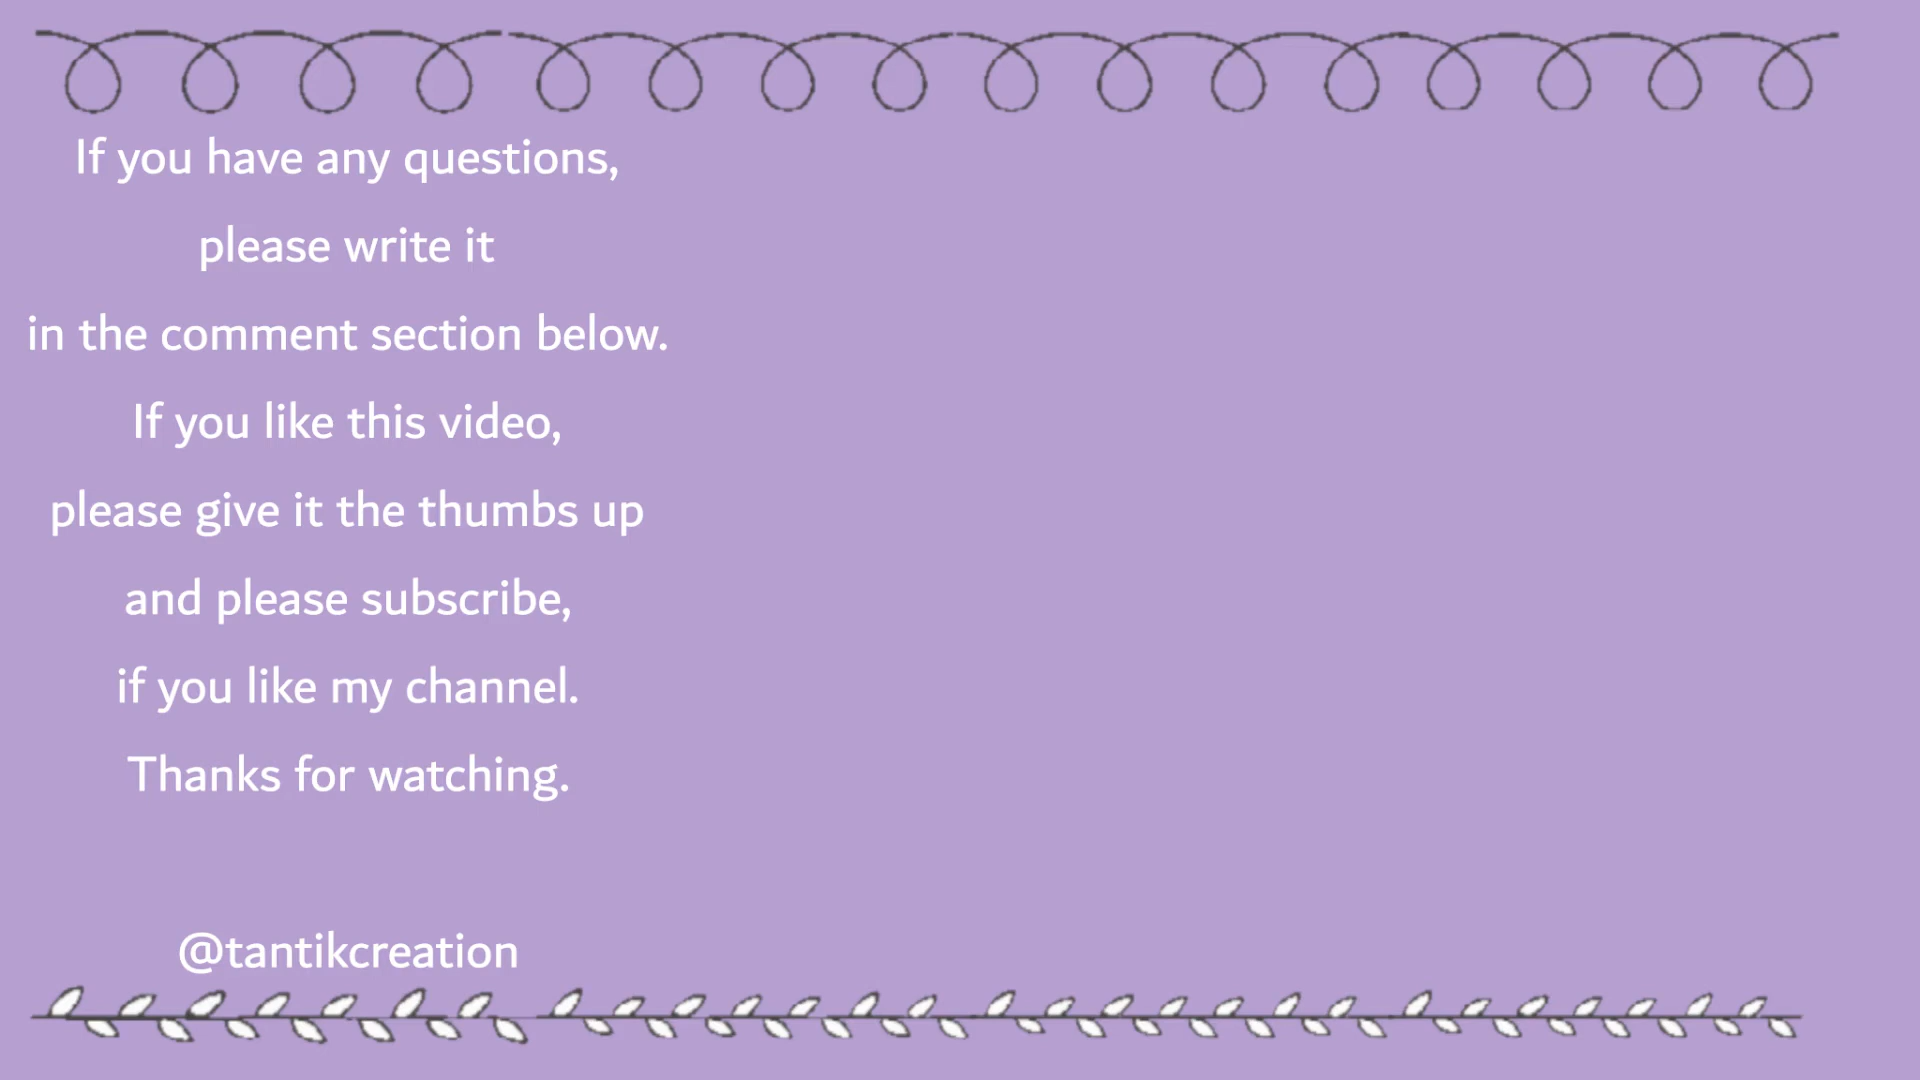 If you have any questions,
please write it
in the comment section below.
If you like this video,
please give it the thumbs up
and please subscribe,
if you like my channel.
Thanks for watching.
@tantikcreation